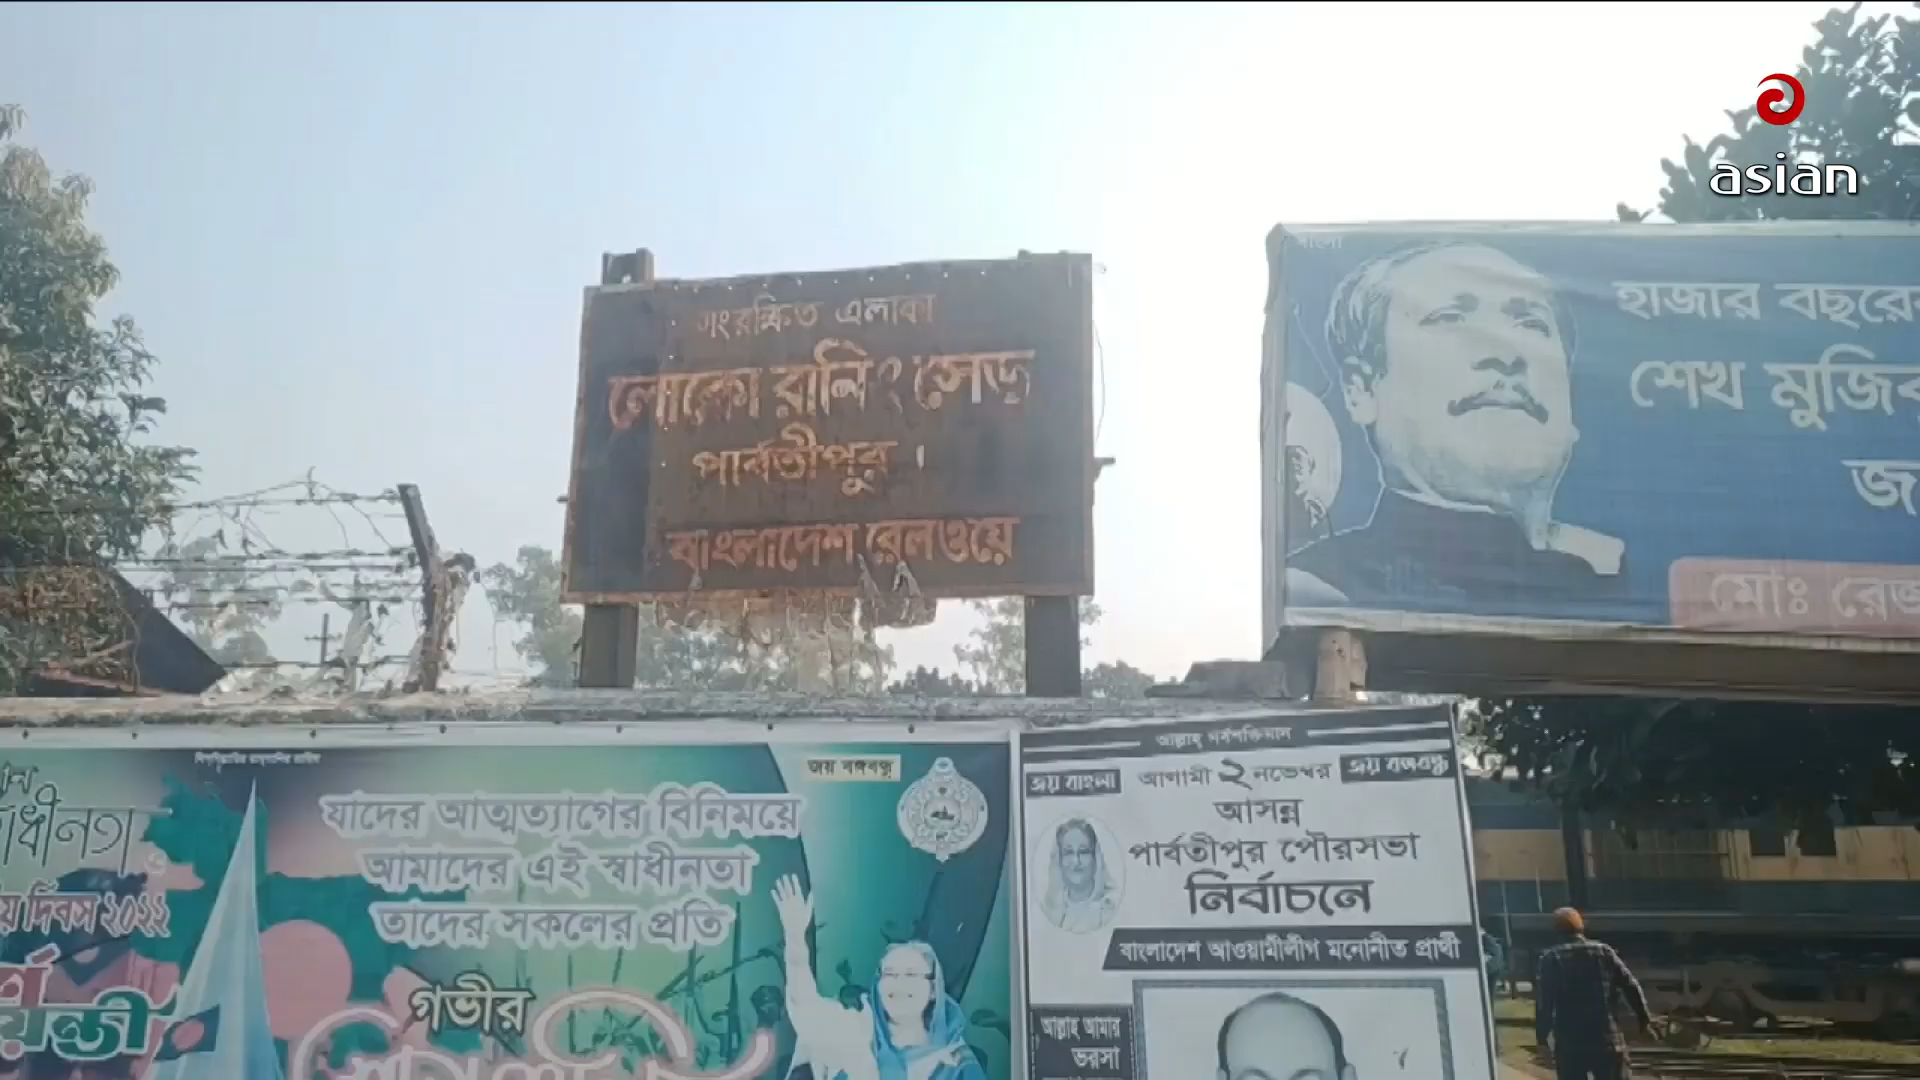 asian
সংরক্ষিত এলাকা
লোকো রানিং সেড
পার্বতীপুর
বাংলাদেশ রেলওয়ে
হাজার বছরে
শেখ মুজিব
জ
মোঃ রেজ
জয় বঙ্গবন্ধু
যাদের আত্মত্যাগের বিনিময়ে
আমাদের এই স্বাধীনতা
তাদের সকলের প্রতি
গভীর
দিবস ২০২২
আল্লাহ সর্বশক্তিমান
জয় বাংলা
আগামী ২ নভেম্বর
জয় বঙ্গবন্ধু
আসন্ন
পার্বতীপুর পৌরসভা
নির্বাচনে
বাংলাদেশ আওয়ামীলীগ মনোনীত প্রার্থী
আল্লাহ আমার
ভরসা